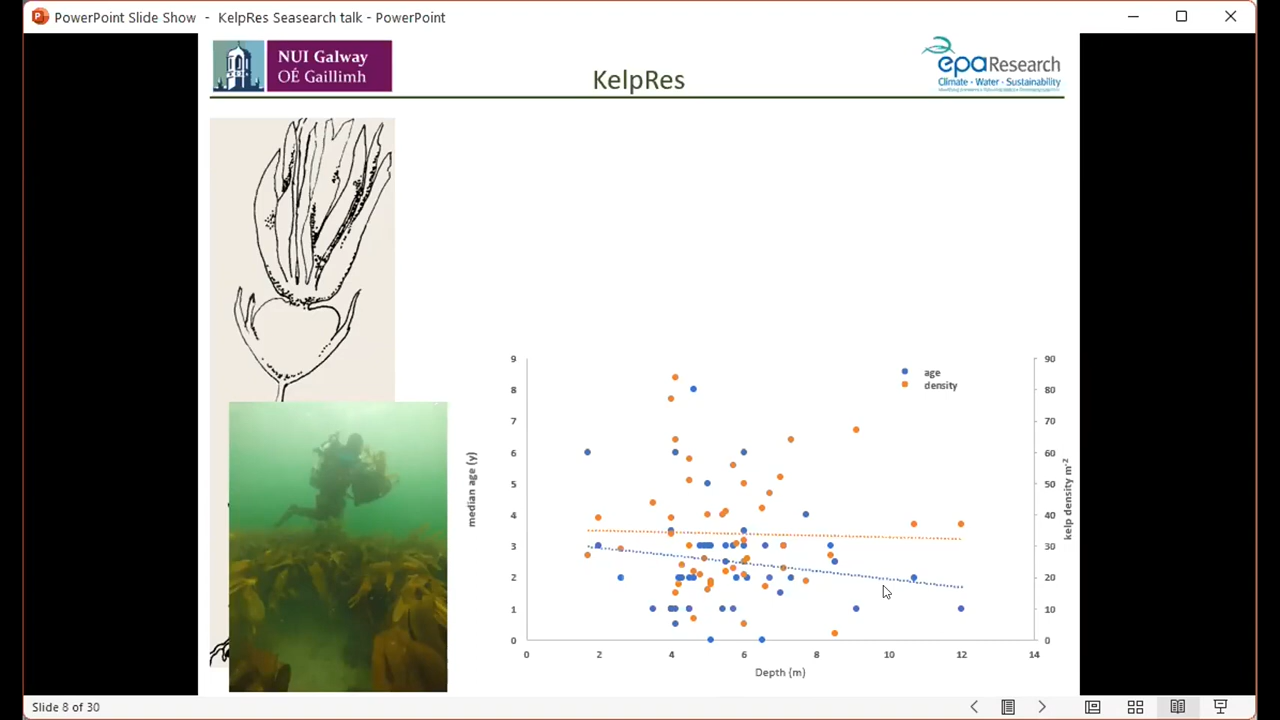 PowerPoint Slide Show - KelpRes Seasearch talk - PowerPoint
NUI Galway
OÉ Gaillimh
KelpRes
epaResearch
Climate - Water - Sustainability
9
8
7
6
5
4
3
2
1
0
median age (y)
90
80
70
60
50
40
30
20
10
0
kelp density m-2
age
density
0 2 4 6 8 10 12 14
Depth (m)
Slide 8 of 30